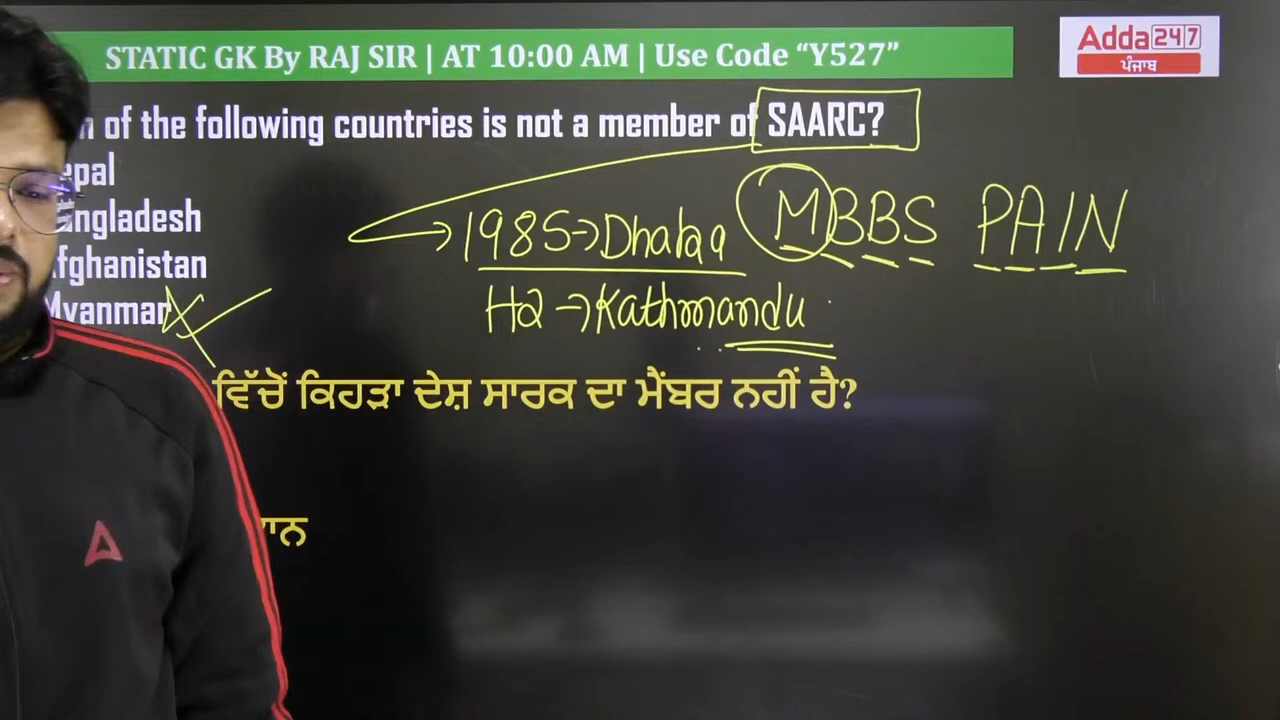 STATIC GK By RAJ SIR | AT 10:00 AM | Use Code “Y527”
Adda247
ਪੰਜਾਬ
of the following countries is not a member of SAARC?
epal
angladesh
fghanistan
Myanmar
1985→Dhaka
MBBS PAIN
HQ→Kathmandu
ਵਿੱਚੋਂ ਕਿਹੜਾ ਦੇਸ਼ ਸਾਰਕ ਦਾ ਮੈਂਬਰ ਨਹੀਂ ਹੈ?
ਾਨ